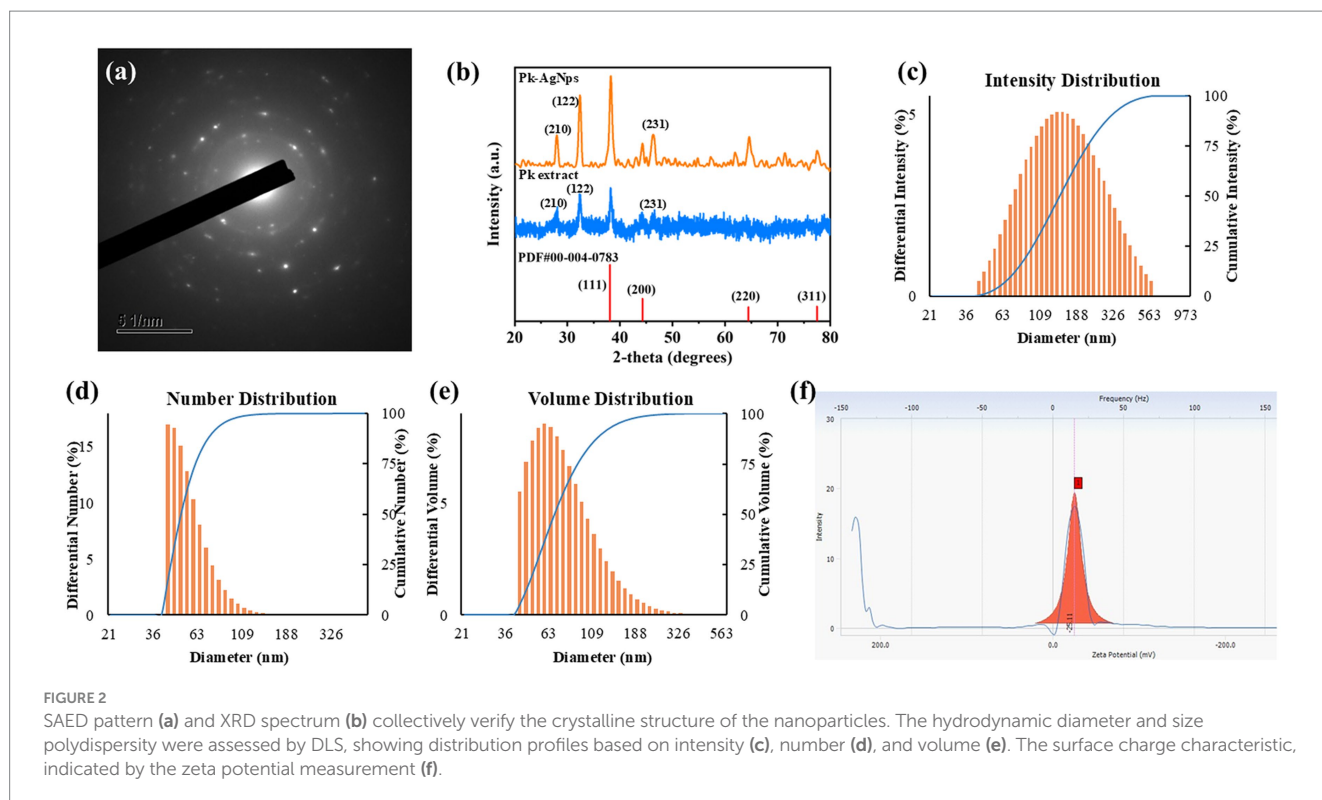 (a)
5 1/nm
(b)
Pk-AgNps
(210)
(122)
(231)
Pk extract
(210)
(122)
(231)
PDF#00-004-0783
(111)
(200)
(220)
(311)
Intensity (a.u.)
20 30 40 50 60 70 80
2-theta (degrees)
(c)
Intensity Distribution
Differential Intensity (%)
5
0
100
75
50
25
0
Cumulative Intensity (%)
21 36 63 109 188 326 563 973
Diameter (nm)
(d)
Number Distribution
Differential Number (%)
15
10
5
0
100
75
50
25
0
Cumulative Number (%)
21 36 63 109 188 326
Diameter (nm)
(e)
Volume Distribution
Differential Volume (%)
5
0
100
75
50
25
0
Cumulative Volume (%)
21 36 63 109 188 326 563
Diameter (nm)
(f)
Frequency (Hz)
-150 -100 -50 0 50 100 150
30
20
10
0
Intensity
-25.11
200.0 0.0 -200.0
Zeta Potential (mV)
FIGURE 2
SAED pattern (a) and XRD spectrum (b) collectively verify the crystalline structure of the nanoparticles. The hydrodynamic diameter and size
polydispersity were assessed by DLS, showing distribution profiles based on intensity (c), number (d), and volume (e). The surface charge characteristic,
indicated by the zeta potential measurement (f).